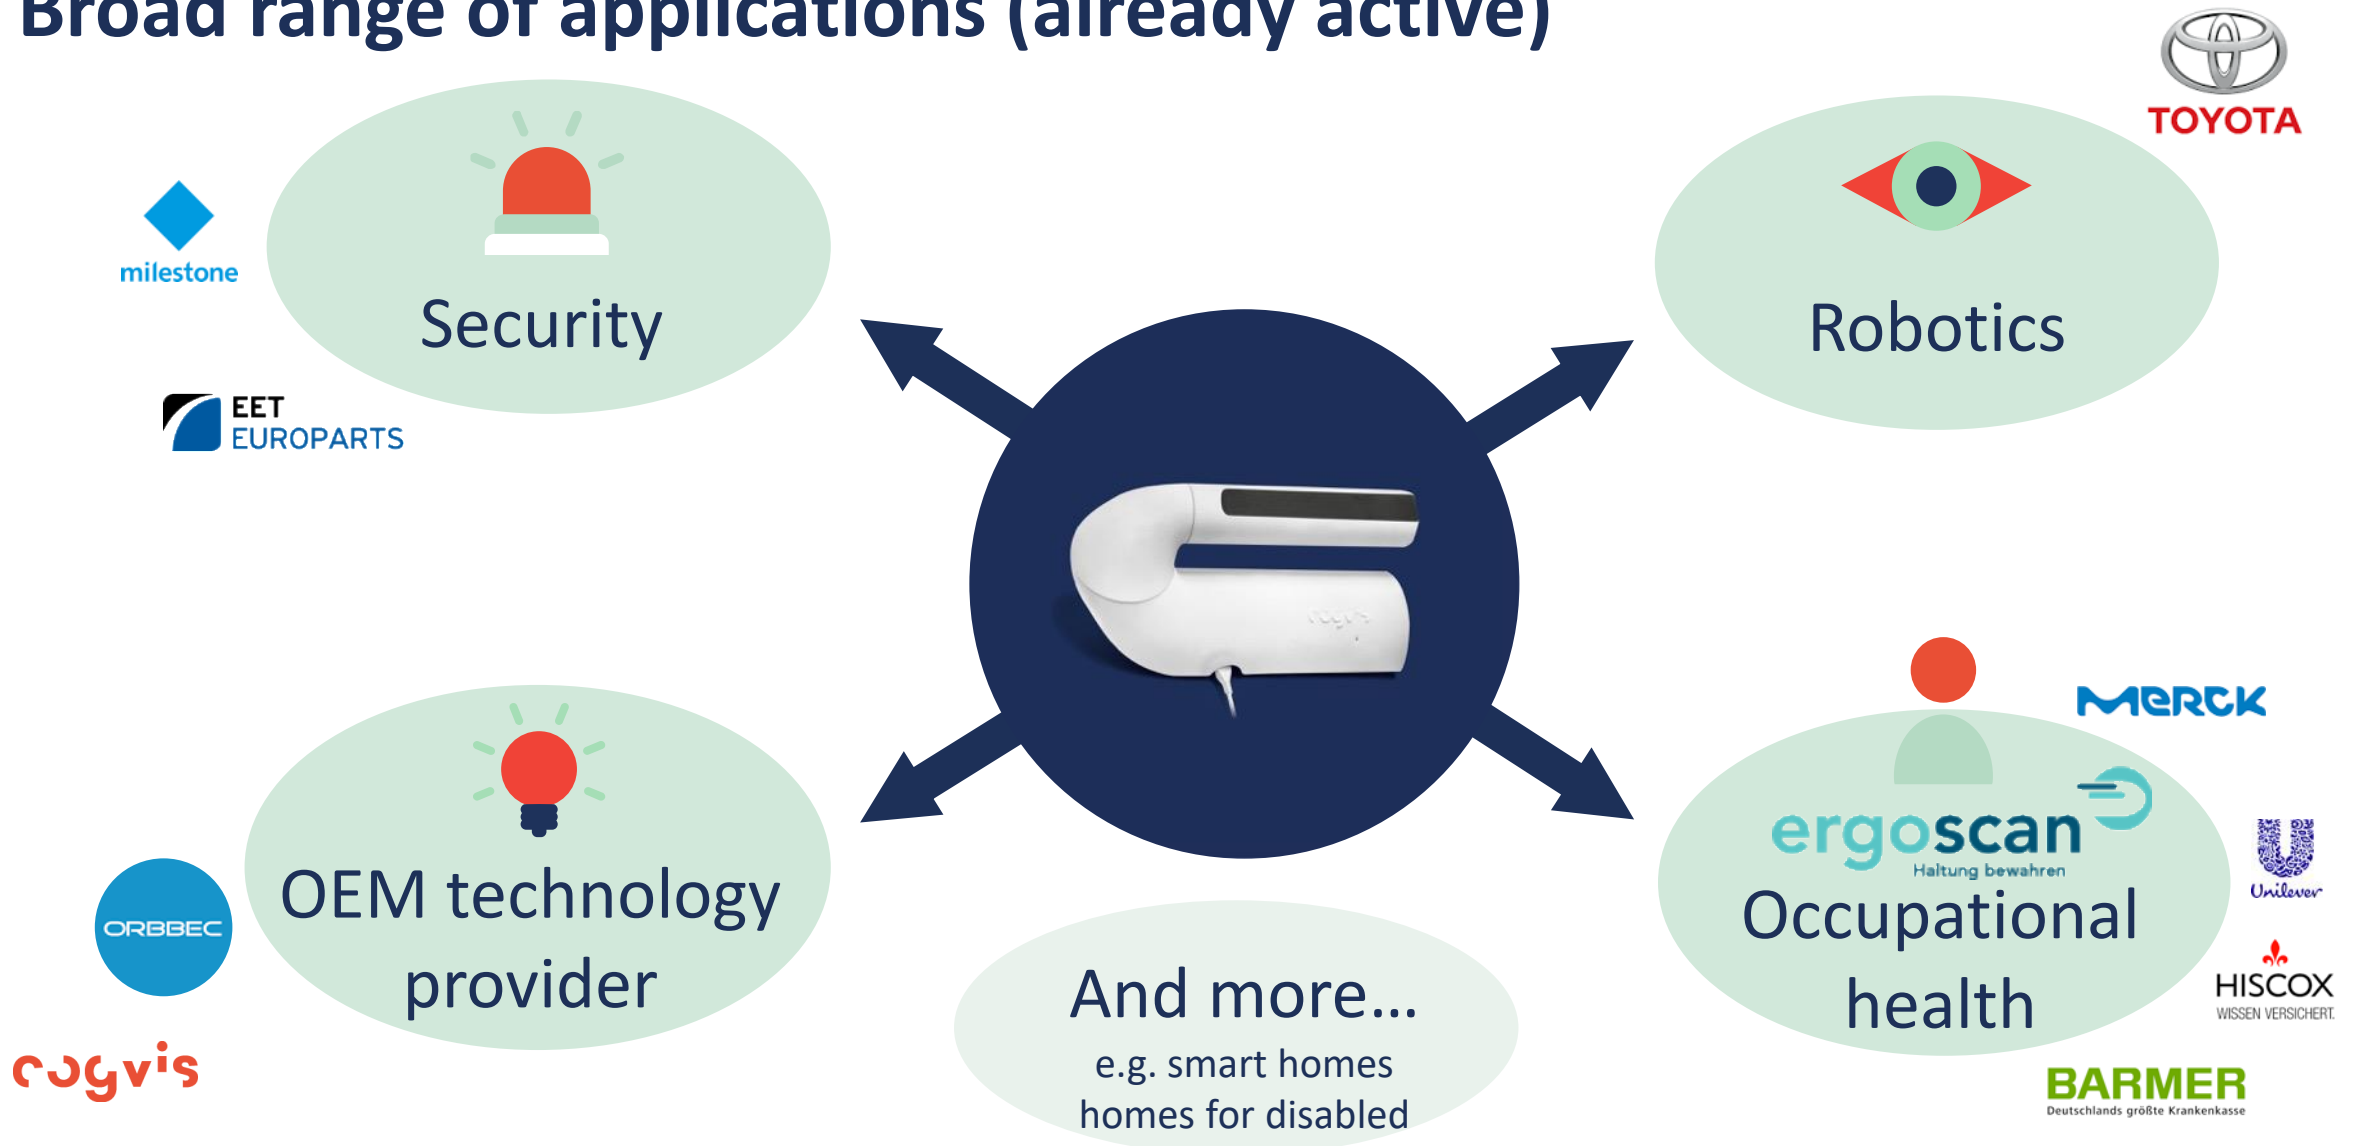 Broad range of applications (already active)
TOYOTA
milestone
Security
Robotics
EET
EUROPARTS
cogvis
MERCK
ergoscan
Haltung bewahren
Unilever
OEM technology
provider
ORBBEC
Occupational
health
And more...
e.g. smart homes
homes for disabled
HISCOX
WISSEN VERSICHERT.
cogvis
BARMER
Deutschlands größte Krankenkasse